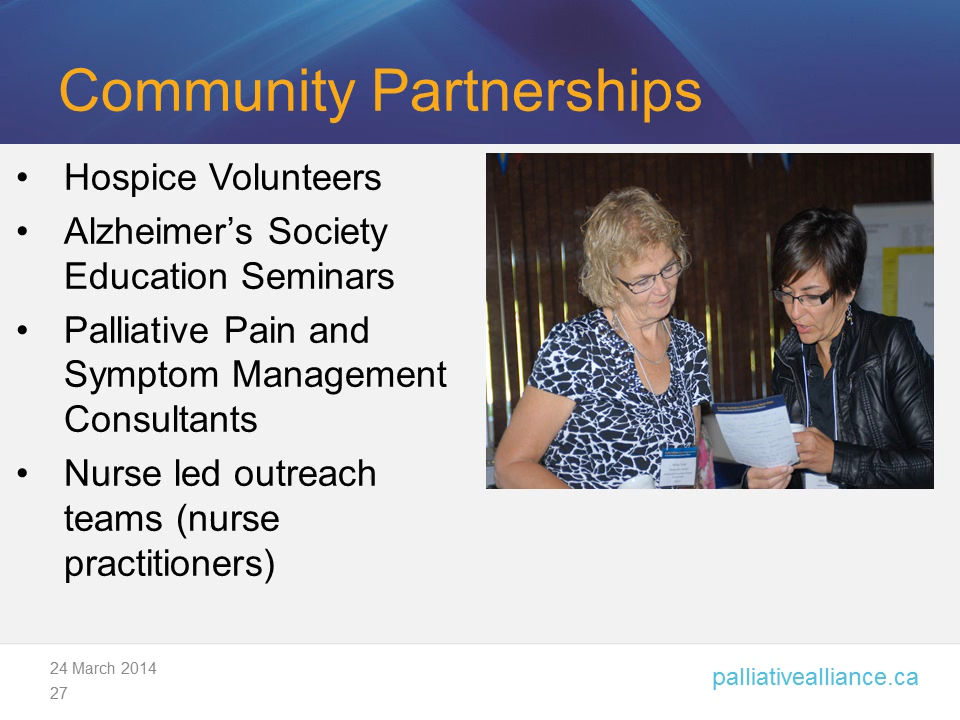 Community Partnerships
• Hospice Volunteers
• Alzheimer’s Society
Education Seminars
• Palliative Pain and
Symptom Management
Consultants
• Nurse led outreach
teams (nurse
practitioners)
24 March 2014
27
palliativealliance.ca